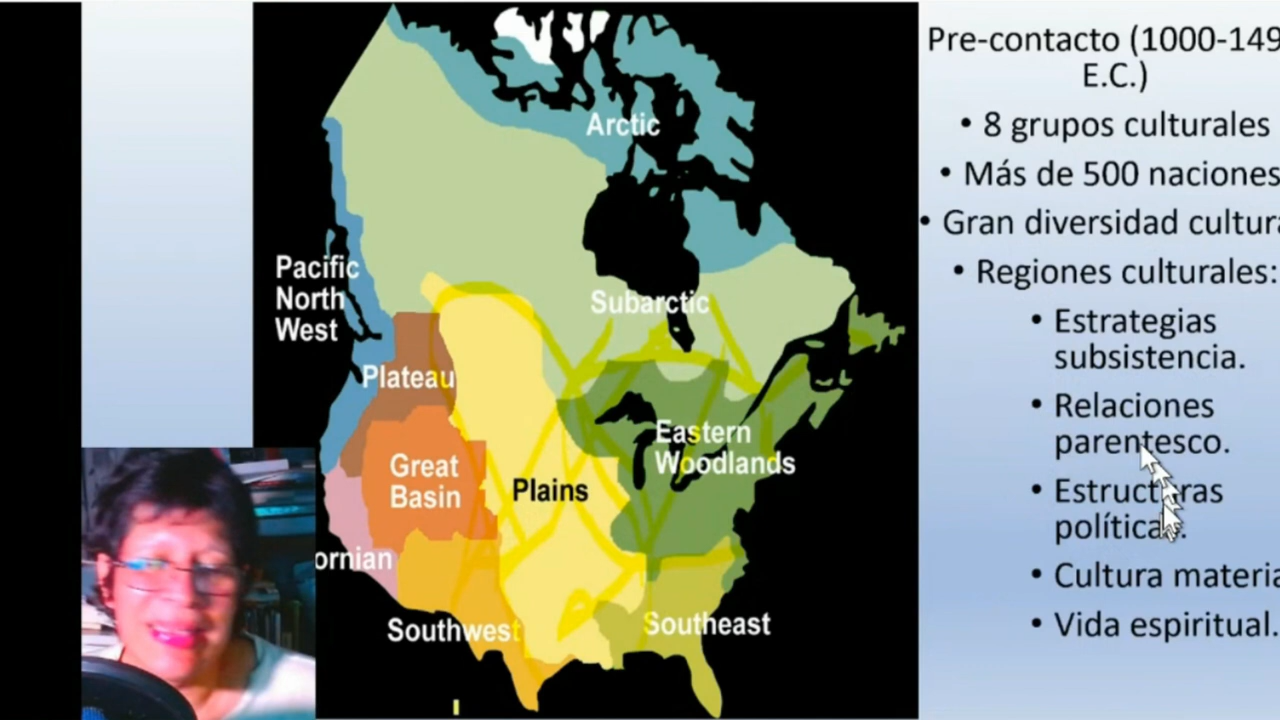 Arctic
Pacific
North
West
Subarctic
Plateau
Eastern
Woodlands
Great
Basin
Plains
ornian
Southwest
Southeast
Pre-contacto (1000-149
E.C.)
• 8 grupos culturales
• Más de 500 naciones
• Gran diversidad cultura
• Regiones culturales:
• Estrategias
subsistencia.
• Relaciones
parentesco.
• Estructuras
políticas.
• Cultura materia
• Vida espiritual.